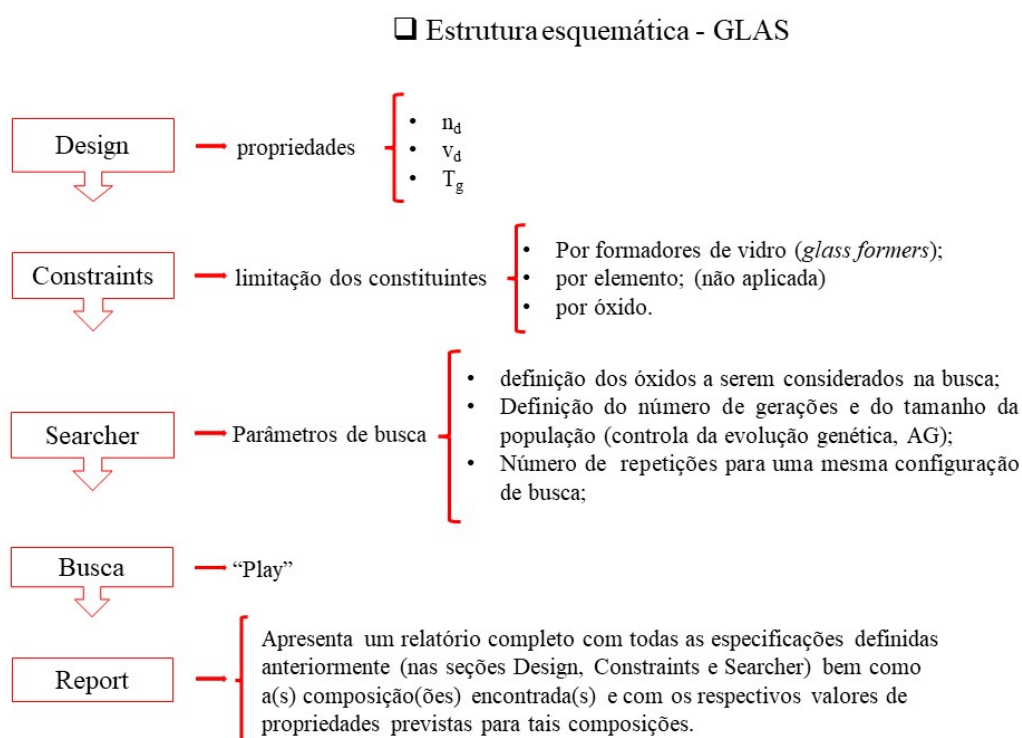 ❑ Estrutura esquemática - GLAS
Design
propriedades
• n_d
• v_d
• T_g
Constraints
limitação dos constituintes
• Por formadores de vidro (glass formers);
• por elemento; (não aplicada)
• por óxido.
Searcher
Parâmetros de busca
• definição dos óxidos a serem considerados na busca;
• Definição do número de gerações e do tamanho da
população (controla da evolução genética, AG);
• Número de repetições para uma mesma configuração
de busca;
Busca
“Play”
Report
Apresenta um relatório completo com todas as especificações definidas
anteriormente (nas seções Design, Constraints e Searcher) bem como
a(s) composição(ões) encontrada(s) e com os respectivos valores de
propriedades previstas para tais composições.